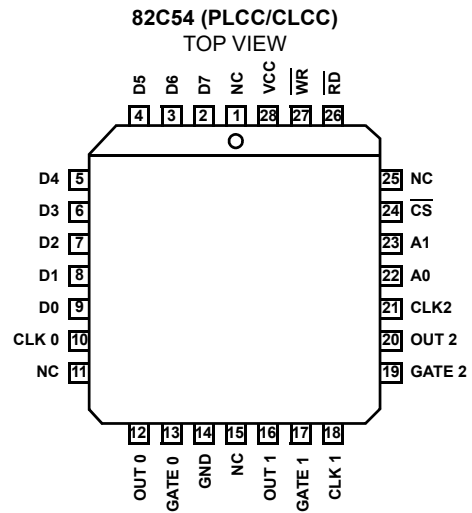 82C54 (PLCC/CLCC)
TOP VIEW
D5 D6 D7 NC VCC WR RD
4 3 2 1 28 27 26
D4 5 25 NC
D3 6 24 CS
D2 7 23 A1
D1 8 22 A0
D0 9 21 CLK2
CLK 0 10 20 OUT 2
NC 11 19 GATE 2
12 13 14 15 16 17 18
OUT 0 GATE 0 GND NC OUT 1 GATE 1 CLK 1